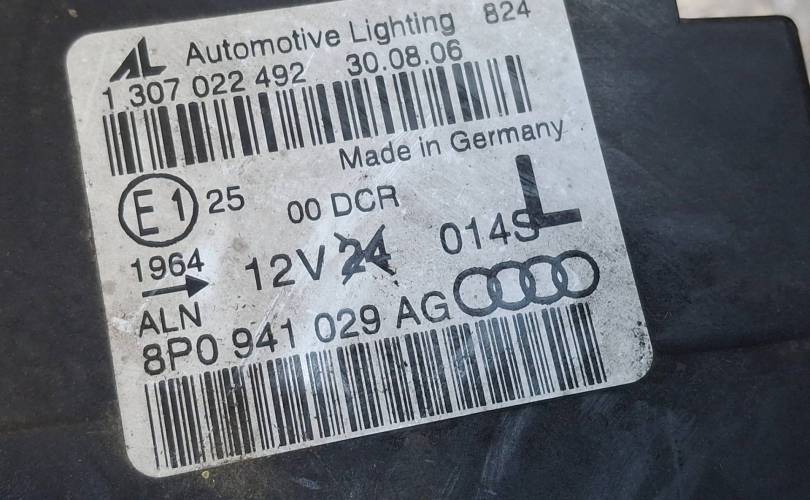 AL Automotive Lighting 824
1 307 022 492 30.08.06
Made in Germany
E1 25 00 DCR L
1964 12V 24 014S
ALN
8P0 941 029 AG